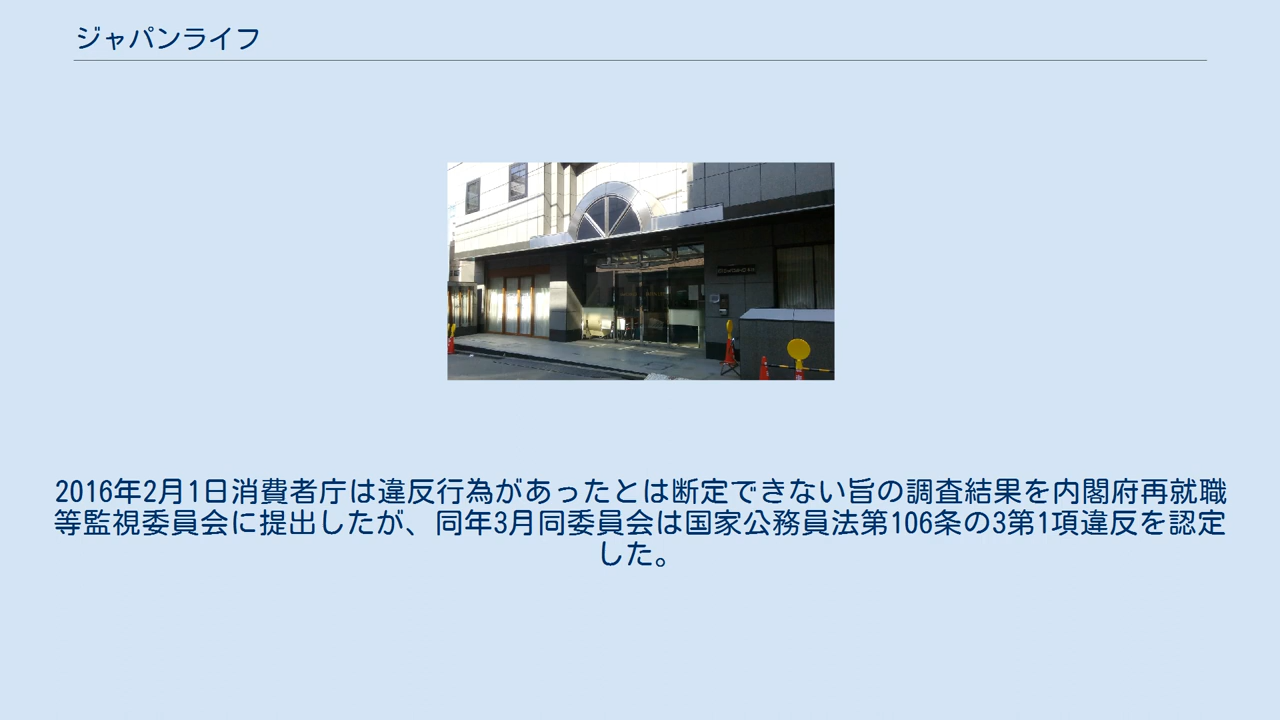 ジャパンライフ
2016年2月1日消費者庁は違反行為があったとは断定できない旨の調査結果を内閣府再就職
等監視委員会に提出したが、同年3月同委員会は国家公務員法第106条の3第1項違反を認定
した。